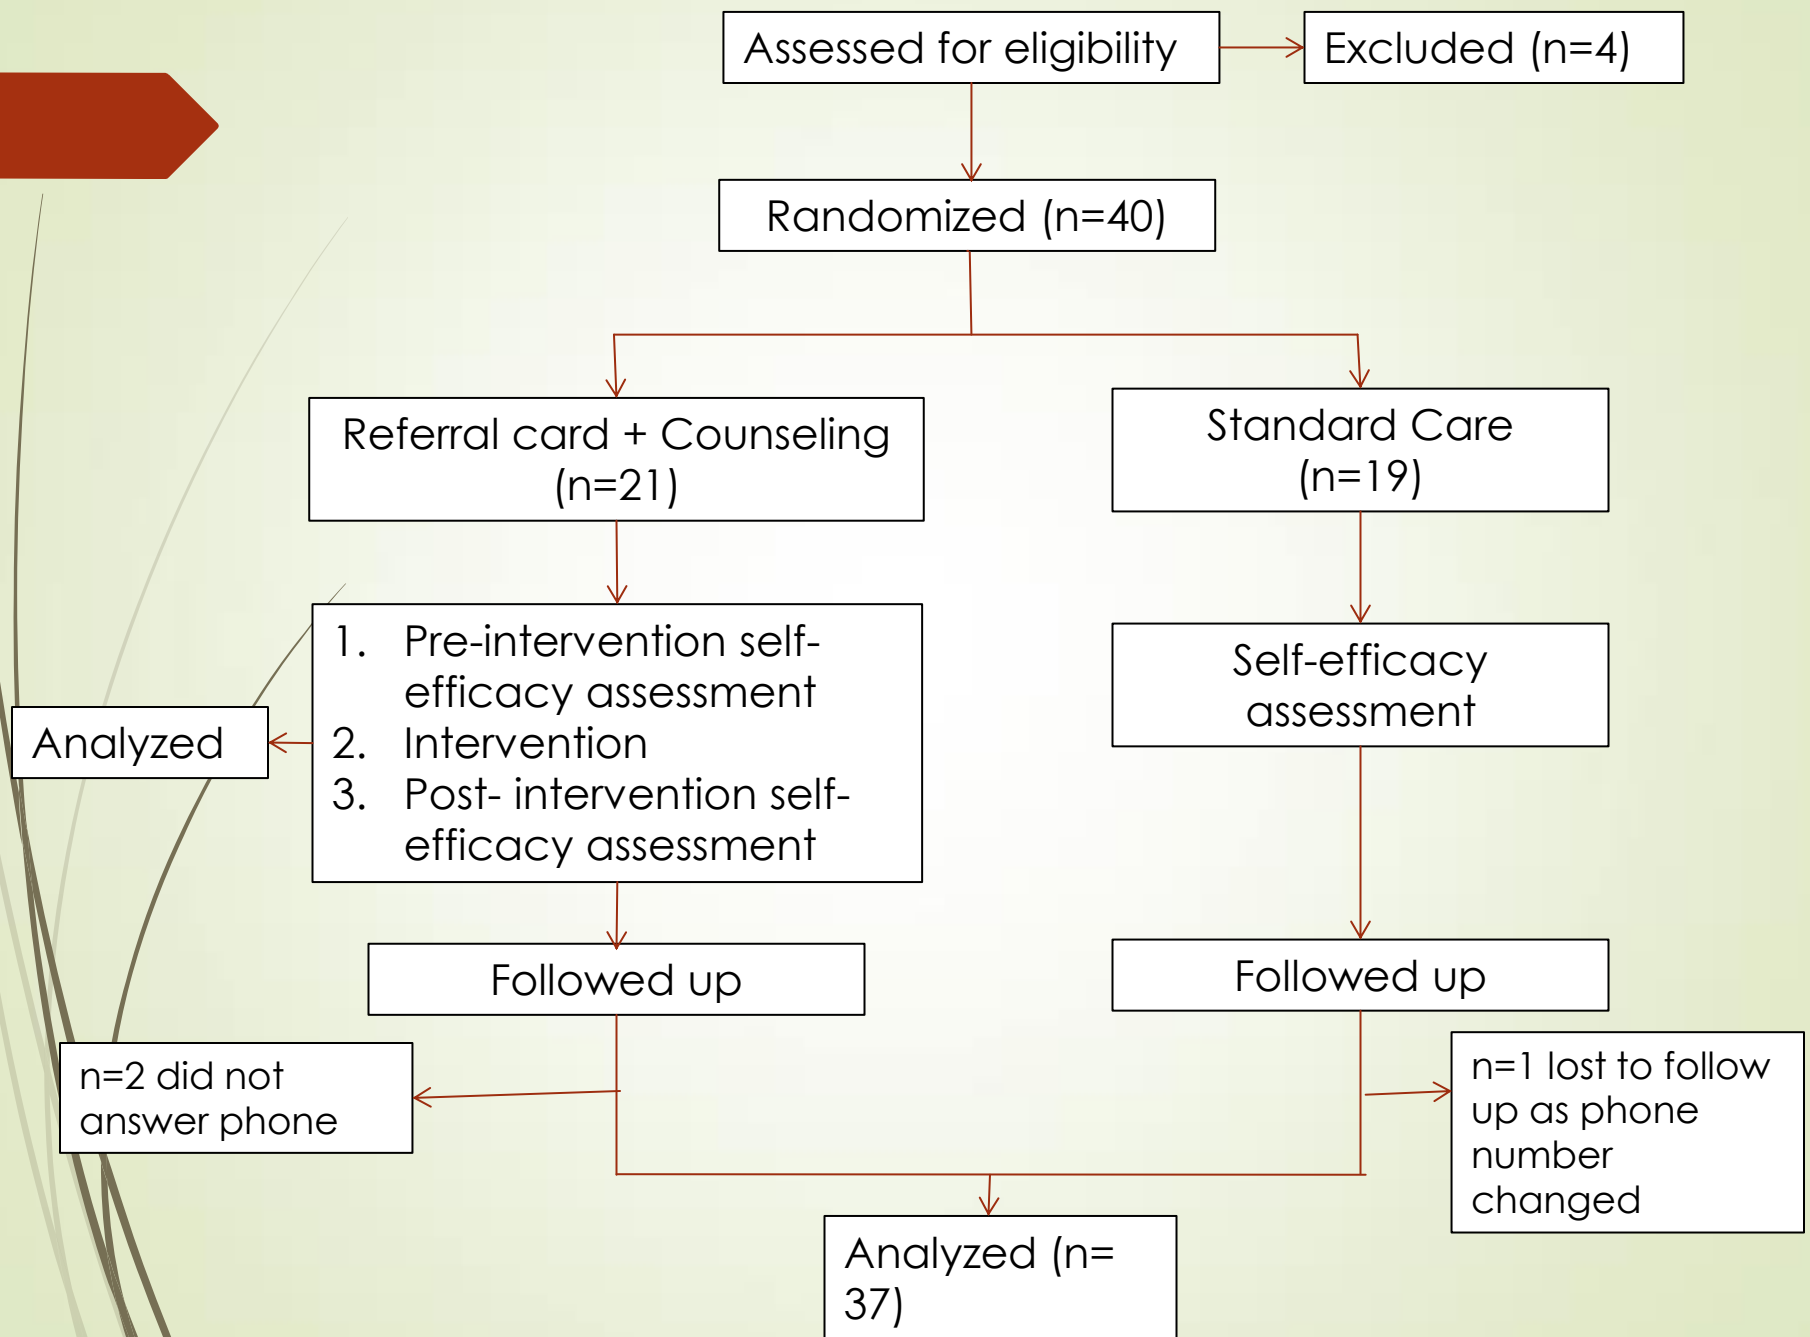 Assessed for eligibility
Excluded (n=4)
Randomized (n=40)
Referral card + Counseling
(n=21)
Standard Care
(n=19)
1. Pre-intervention self-
efficacy assessment
2. Intervention
3. Post- intervention self-
efficacy assessment
Analyzed
Self-efficacy
assessment
Followed up
Followed up
n=2 did not
answer phone
n=1 lost to follow
up as phone
number
changed
Analyzed (n=
37)